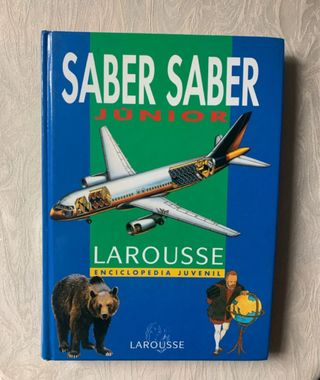 SABER SABER
JÚNIOR
LAROUSSE
ENCICLOPEDIA JUVENIL
LAROUSSE